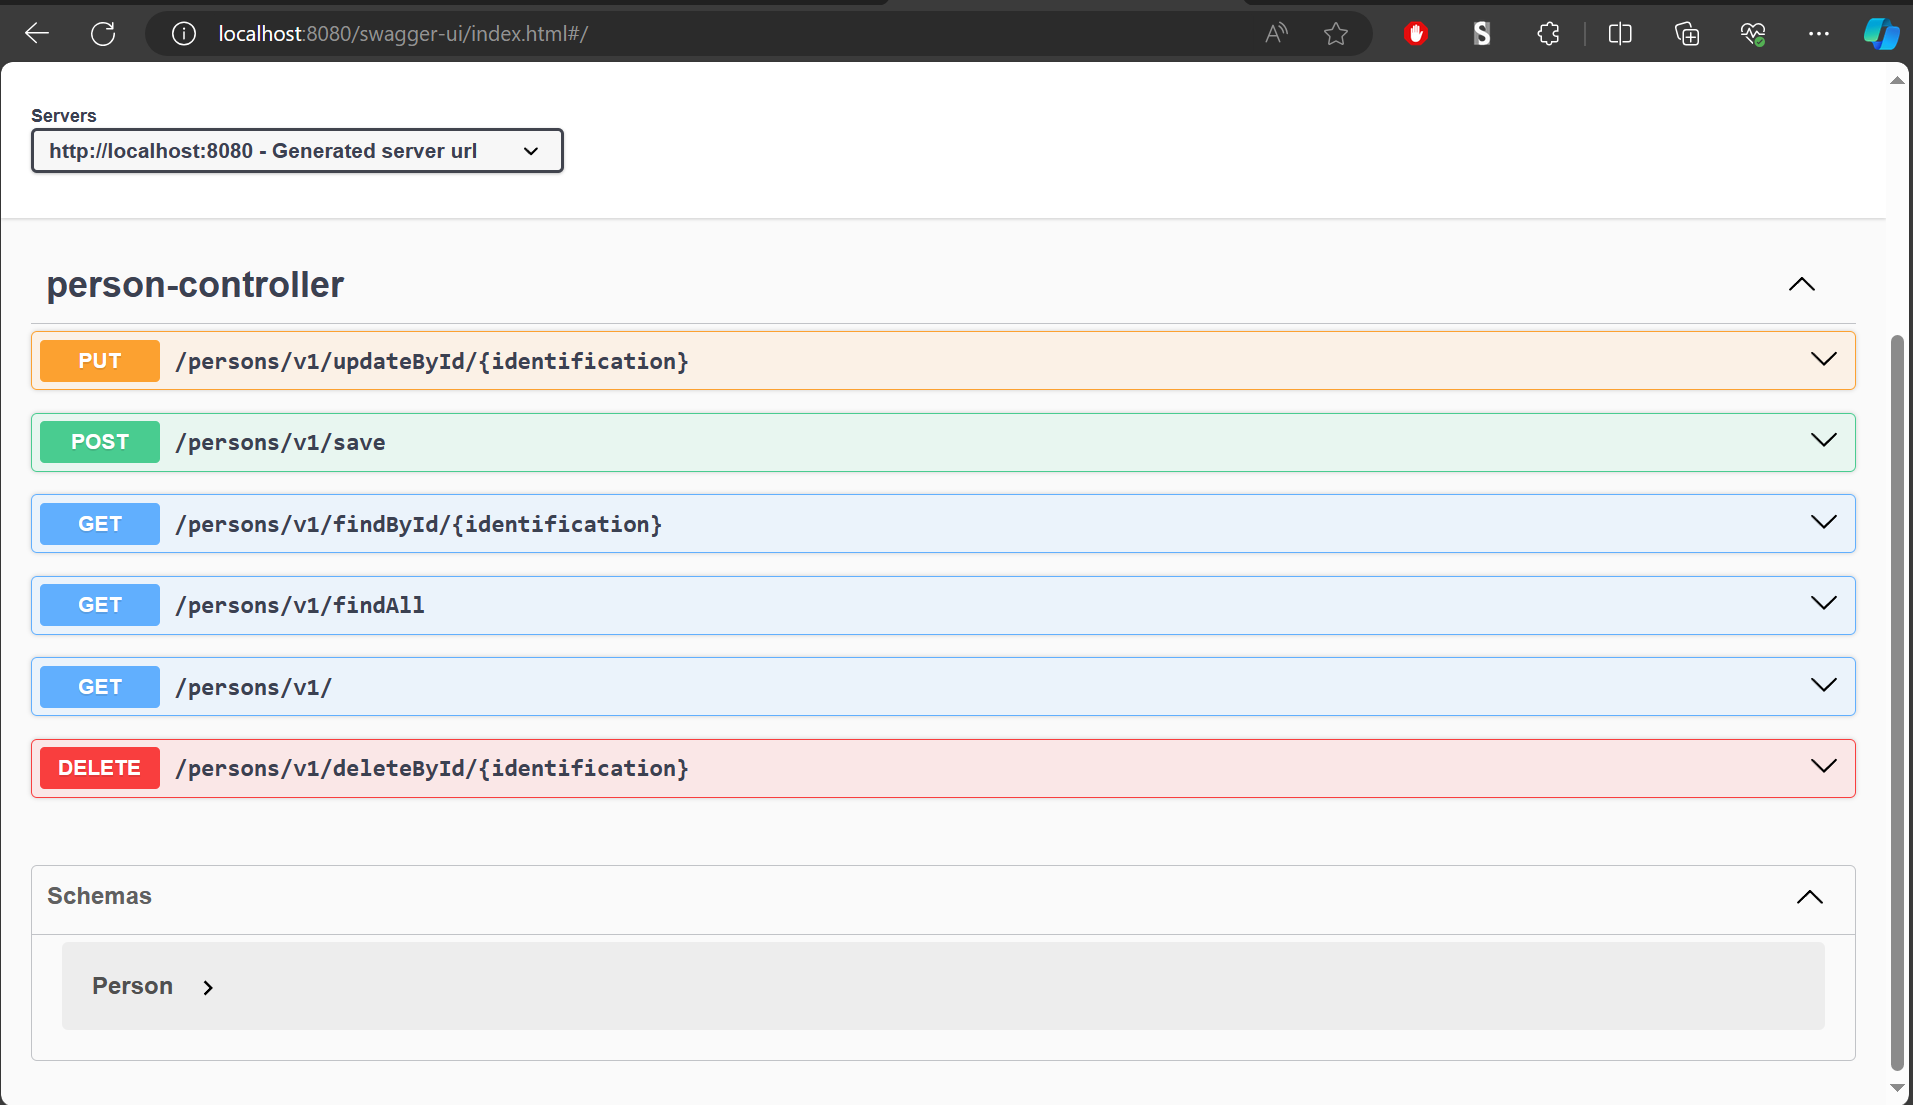 localhost:8080/swagger-ui/index.html#/
Servers
http://localhost:8080 - Generated server url
person-controller
PUT /persons/v1/updateById/{identification}
POST /persons/v1/save
GET /persons/v1/findById/{identification}
GET /persons/v1/findAll
GET /persons/v1/
DELETE /persons/v1/deleteById/{identification}
Schemas
Person